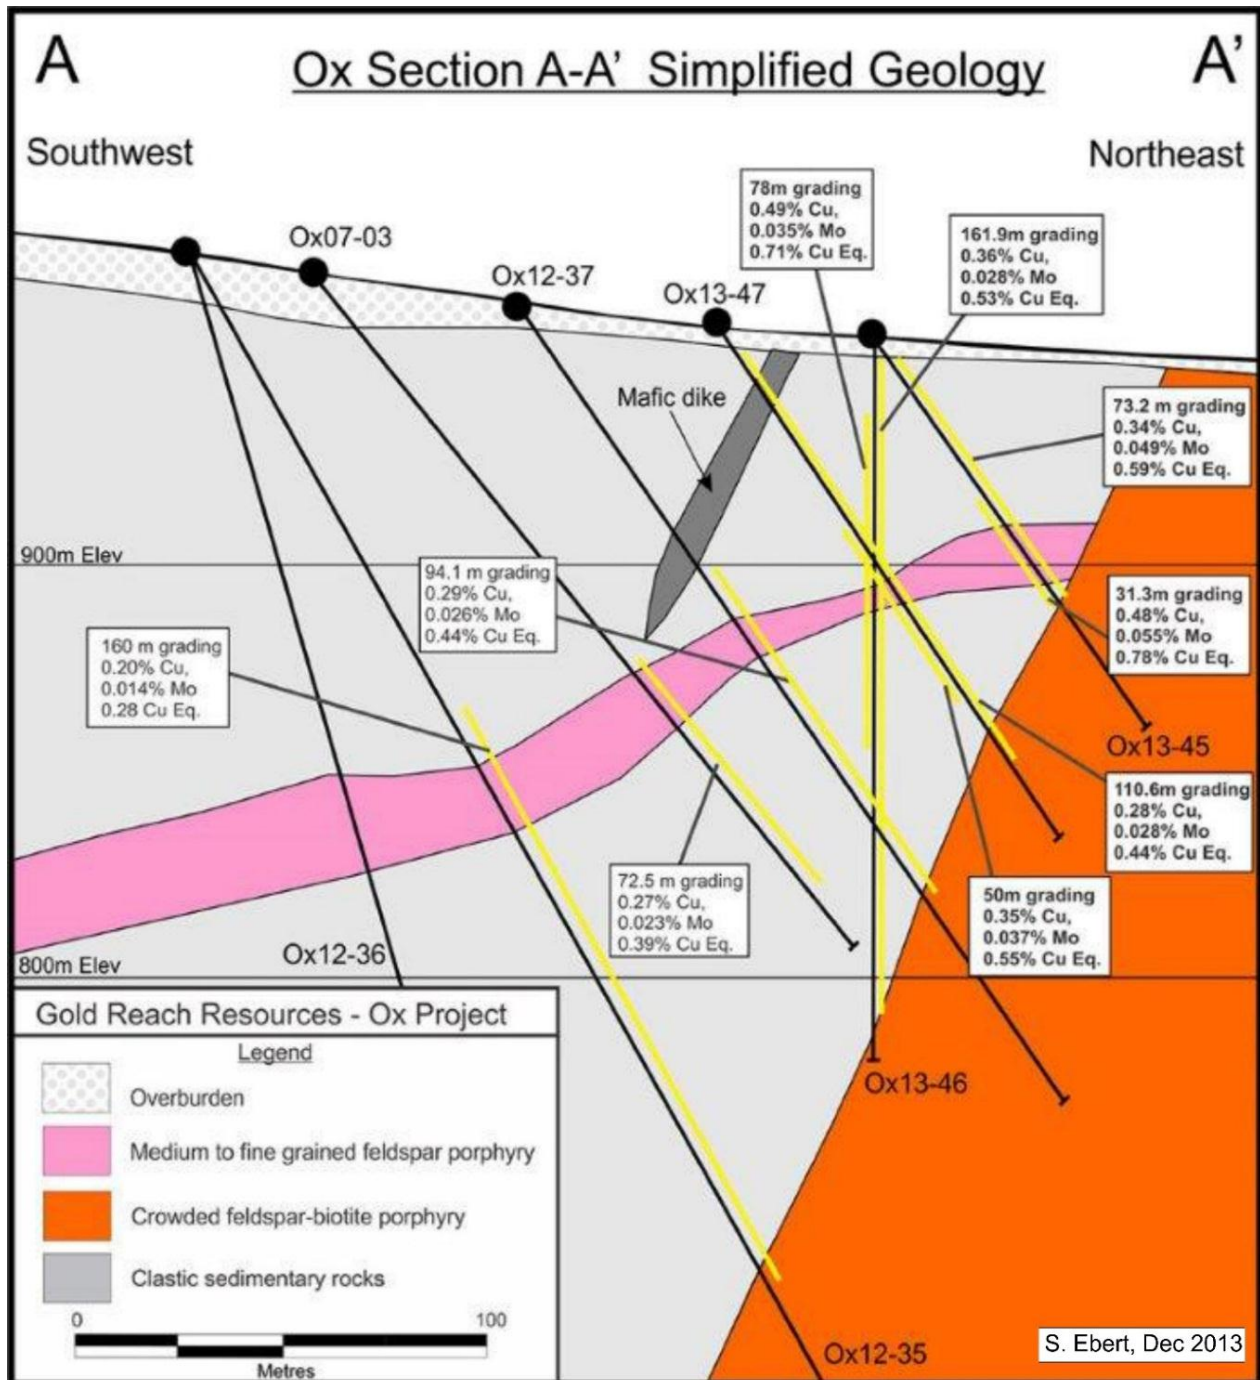 A
Ox Section A-A’ Simplified Geology
A’
Southwest
Northeast
78m grading
0.49% Cu,
0.035% Mo
0.71% Cu Eq.
161.9m grading
0.36% Cu,
0.028% Mo
0.53% Cu Eq.
Ox07-03
Ox12-37
Ox13-47
Mafic dike
73.2 m grading
0.34% Cu,
0.049% Mo
0.59% Cu Eq.
900m Elev
94.1 m grading
0.29% Cu,
0.026% Mo
0.44% Cu Eq.
31.3m grading
0.48% Cu,
0.055% Mo
0.78% Cu Eq.
160 m grading
0.20% Cu,
0.014% Mo
0.28 Cu Eq.
Ox13-45
110.6m grading
0.28% Cu,
0.028% Mo
0.44% Cu Eq.
72.5 m grading
0.27% Cu,
0.023% Mo
0.39% Cu Eq.
50m grading
0.35% Cu,
0.037% Mo
0.55% Cu Eq.
Ox12-36
800m Elev
Ox13-46
Gold Reach Resources - Ox Project
Legend
Overburden
Medium to fine grained feldspar porphyry
Crowded feldspar-biotite porphyry
Clastic sedimentary rocks
0 100
Metres
Ox12-35
S. Ebert, Dec 2013